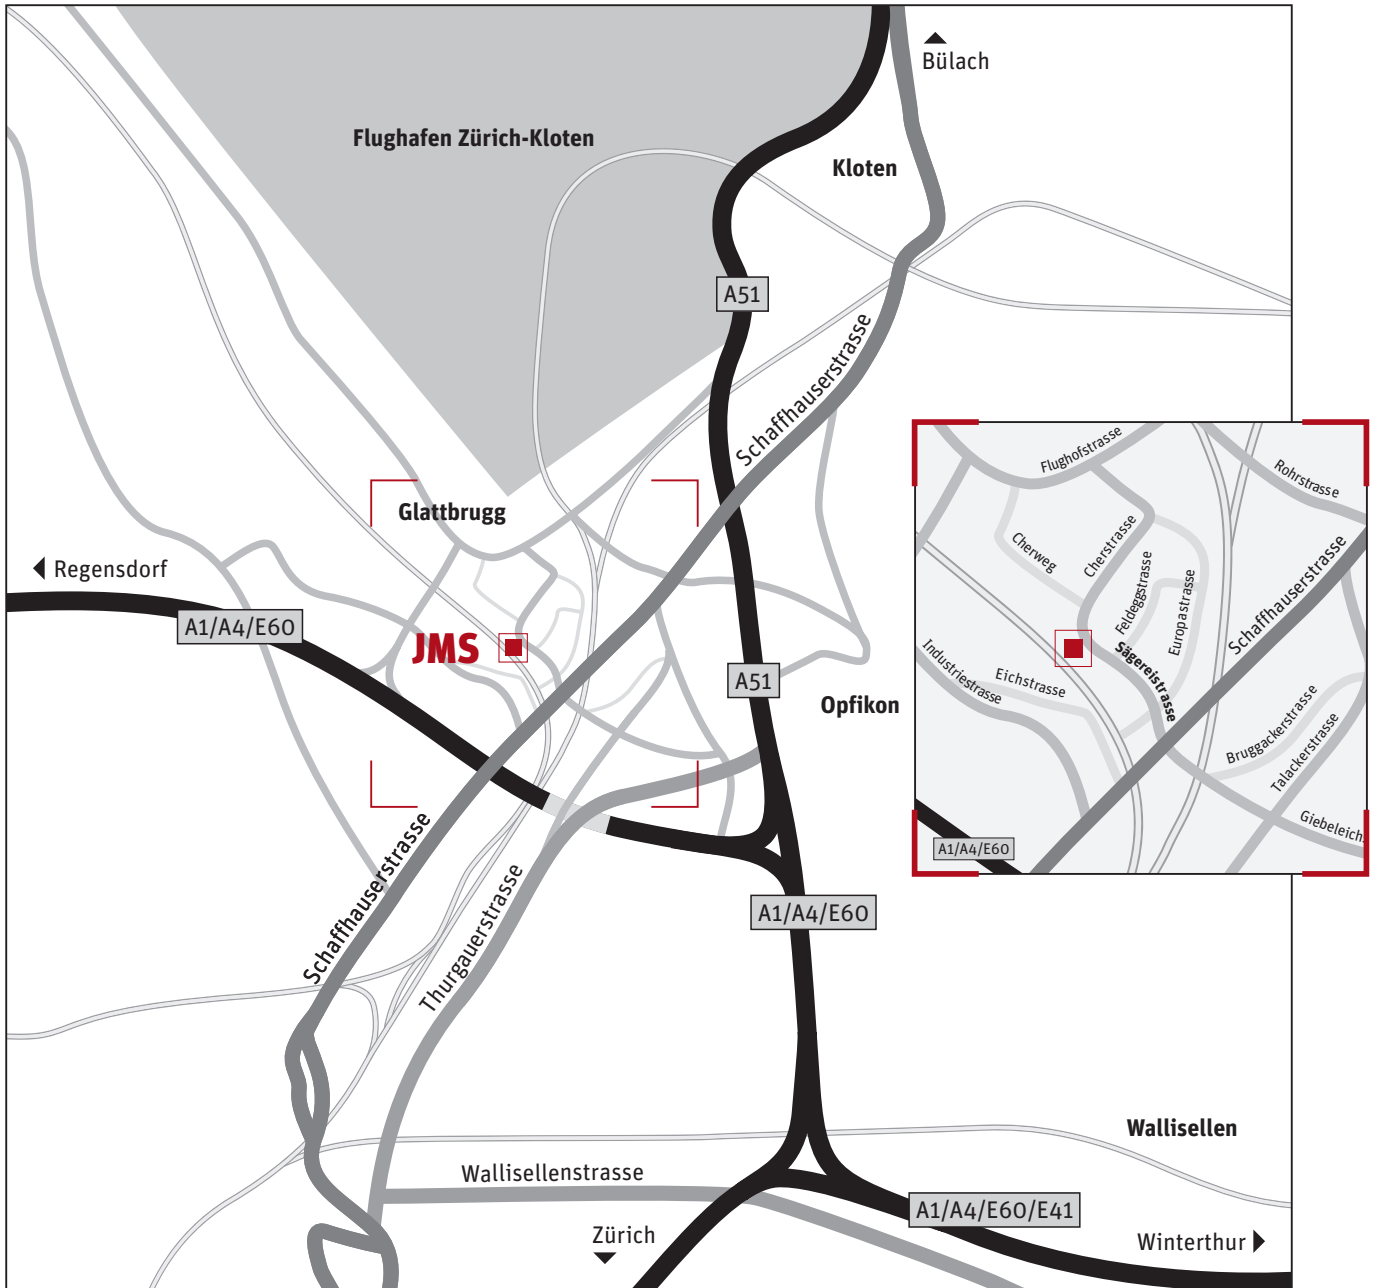 Bülach
Flughafen Zürich-Kloten
Kloten
A51
Schaffhauserstrasse
Glattbrugg
Regensdorf
A1/A4/E60
JMS
A51
Opfikon
Flughofstrasse
Rohrstrasse
Cherweg
Cherstrasse
Feldeggstrasse
Europastrasse
Schaffhauserstrasse
Industriestrasse
Eichstrasse
Sägereistrasse
Bruggackerstrasse
Talackerstrasse
Giebeleich.
A1/A4/E60
Schaffhauserstrasse
Thurgauerstrasse
A1/A4/E60
Wallisellen
Wallisellenstrasse
A1/A4/E60/E41
Zürich
Winterthur